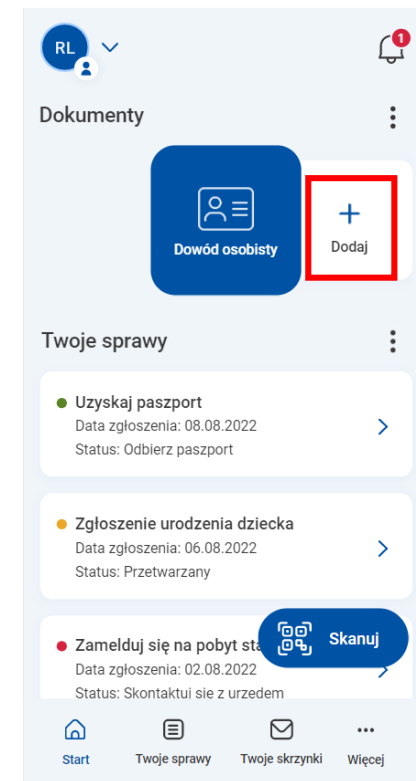 RL
1
Dokumenty
Dowód osobisty
Dodaj
Twoje sprawy
Uzyskaj paszport
Data zgłoszenia: 08.08.2022
Status: Odbierz paszport
Zgłoszenie urodzenia dziecka
Data zgłoszenia: 06.08.2022
Status: Przetwarzany
Zamelduj się na pobyt sta
Skanuj
Data zgłoszenia: 02.08.2022
Status: Skontaktuj się z urzędem
Start
Twoje sprawy
Twoje skrzynki
Więcej